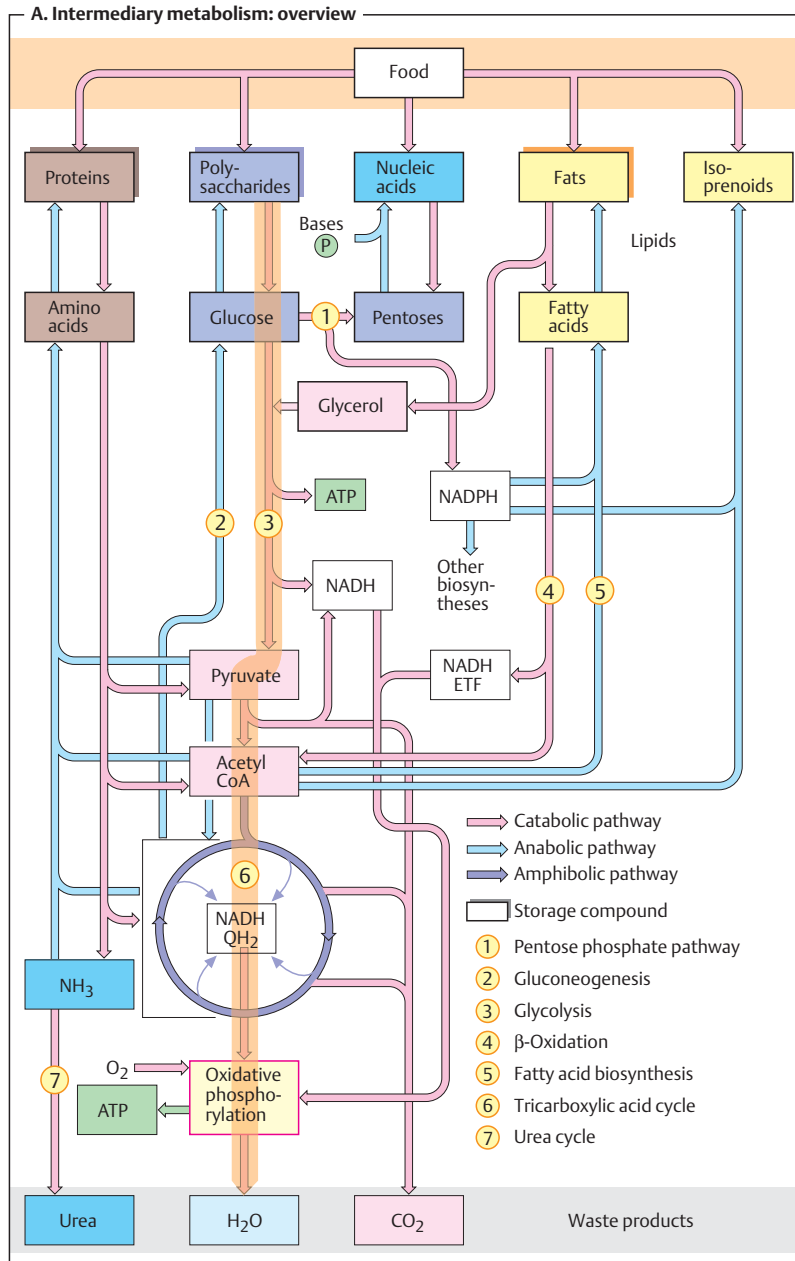 A. Intermediary metabolism: overview
Food
Proteins
Poly-
saccharides
Nucleic
acids
Fats
Iso-
prenoids
Bases
P
Lipids
Amino
acids
Glucose
1
Pentoses
Fatty
acids
Glycerol
ATP
NADPH
2
3
Other
biosyn-
theses
NADH
4
5
Pyruvate
NADH
ETF
Acetyl
CoA
Catabolic pathway
Anabolic pathway
Amphibolic pathway
Storage compound
6
NADH
QH2
1 Pentose phosphate pathway
2 Gluconeogenesis
3 Glycolysis
4 β-Oxidation
5 Fatty acid biosynthesis
6 Tricarboxylic acid cycle
7 Urea cycle
NH3
7
O2
Oxidative
phospho-
rylation
ATP
Urea
H2O
CO2
Waste products